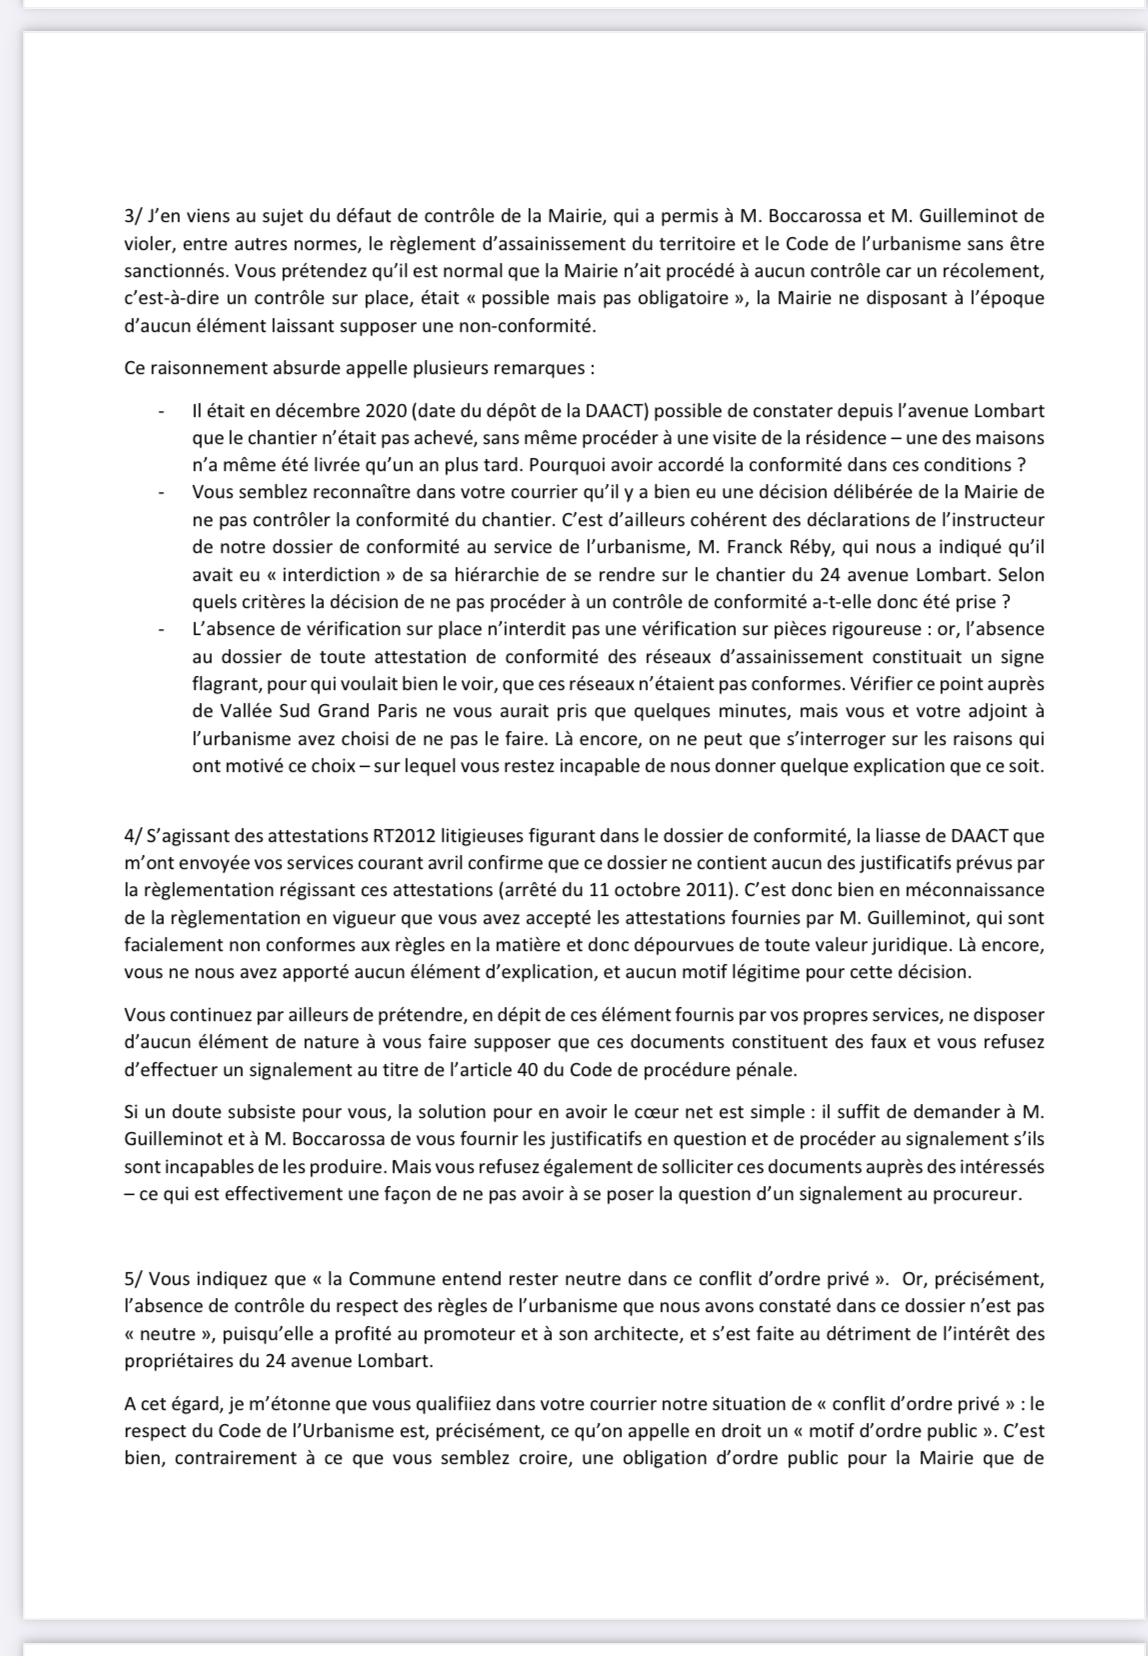 3/ J’en viens au sujet du défaut de contrôle de la Mairie, qui a permis à M. Boccarossa et M. Guilleminot de
violer, entre autres normes, le règlement d’assainissement du territoire et le Code de l’urbanisme sans être
sanctionnés. Vous prétendez qu’il est normal que la Mairie n’ait procédé à aucun contrôle car un récolement,
c’est-à-dire un contrôle sur place, était « possible mais pas obligatoire », la Mairie ne disposant à l’époque
d’aucun élément laissant supposer une non-conformité.
Ce raisonnement absurde appelle plusieurs remarques :
- Il était en décembre 2020 (date du dépôt de la DAACT) possible de constater depuis l’avenue Lombart
que le chantier n’était pas achevé, sans même procéder à une visite de la résidence – une des maisons
n’a même été livrée qu’un an plus tard. Pourquoi avoir accordé la conformité dans ces conditions ?
- Vous semblez reconnaître dans votre courrier qu’il y a bien eu une décision délibérée de la Mairie de
ne pas contrôler la conformité du chantier. C’est d’ailleurs cohérent des déclarations de l’instructeur
de notre dossier de conformité au service de l’urbanisme, M. Franck Réby, qui nous a indiqué qu’il
avait eu « interdiction » de sa hiérarchie de se rendre sur le chantier du 24 avenue Lombart. Selon
quels critères la décision de ne pas procéder à un contrôle de conformité a-t-elle donc été prise ?
- L’absence de vérification sur place n’interdit pas une vérification sur pièces rigoureuse : or, l’absence
au dossier de toute attestation de conformité des réseaux d’assainissement constituait un signe
flagrant, pour qui voulait bien le voir, que ces réseaux n’étaient pas conformes. Vérifier ce point auprès
de Vallée Sud Grand Paris ne vous aurait pris que quelques minutes, mais vous et votre adjoint à
l’urbanisme avez choisi de ne pas le faire. Là encore, on ne peut que s’interroger sur les raisons qui
ont motivé ce choix – sur lequel vous restez incapable de nous donner quelque explication que ce soit.
4/ S’agissant des attestations RT2012 litigieuses figurant dans le dossier de conformité, la liasse de DAACT que
m’ont envoyée vos services courant avril confirme que ce dossier ne contient aucun des justificatifs prévus par
la règlementation régissant ces attestations (arrêté du 11 octobre 2011). C’est donc bien en méconnaissance
de la règlementation en vigueur que vous avez accepté les attestations fournies par M. Guilleminot, qui sont
facialement non conformes aux règles en la matière et donc dépourvues de toute valeur juridique. Là encore,
vous ne nous avez apporté aucun élément d’explication, et aucun motif légitime pour cette décision.
Vous continuez par ailleurs de prétendre, en dépit de ces élément fournis par vos propres services, ne disposer
d’aucun élément de nature à vous faire supposer que ces documents constituent des faux et vous refusez
d’effectuer un signalement au titre de l’article 40 du Code de procédure pénale.
Si un doute subsiste pour vous, la solution pour en avoir le cœur net est simple : il suffit de demander à M.
Guilleminot et à M. Boccarossa de vous fournir les justificatifs en question et de procéder au signalement s’ils
sont incapables de les produire. Mais vous refusez également de solliciter ces documents auprès des intéressés
– ce qui est effectivement une façon de ne pas avoir à se poser la question d’un signalement au procureur.
5/ Vous indiquez que « la Commune entend rester neutre dans ce conflit d’ordre privé ». Or, précisément,
l’absence de contrôle du respect des règles de l’urbanisme que nous avons constaté dans ce dossier n’est pas
« neutre », puisqu’elle a profité au promoteur et à son architecte, et s’est faite au détriment de l’intérêt des
propriétaires du 24 avenue Lombart.
A cet égard, je m’étonne que vous qualifiiez dans votre courrier notre situation de « conflit d’ordre privé » : le
respect du Code de l’Urbanisme est, précisément, ce qu’on appelle en droit un « motif d’ordre public ». C’est
bien, contrairement à ce que vous semblez croire, une obligation d’ordre public pour la Mairie que de